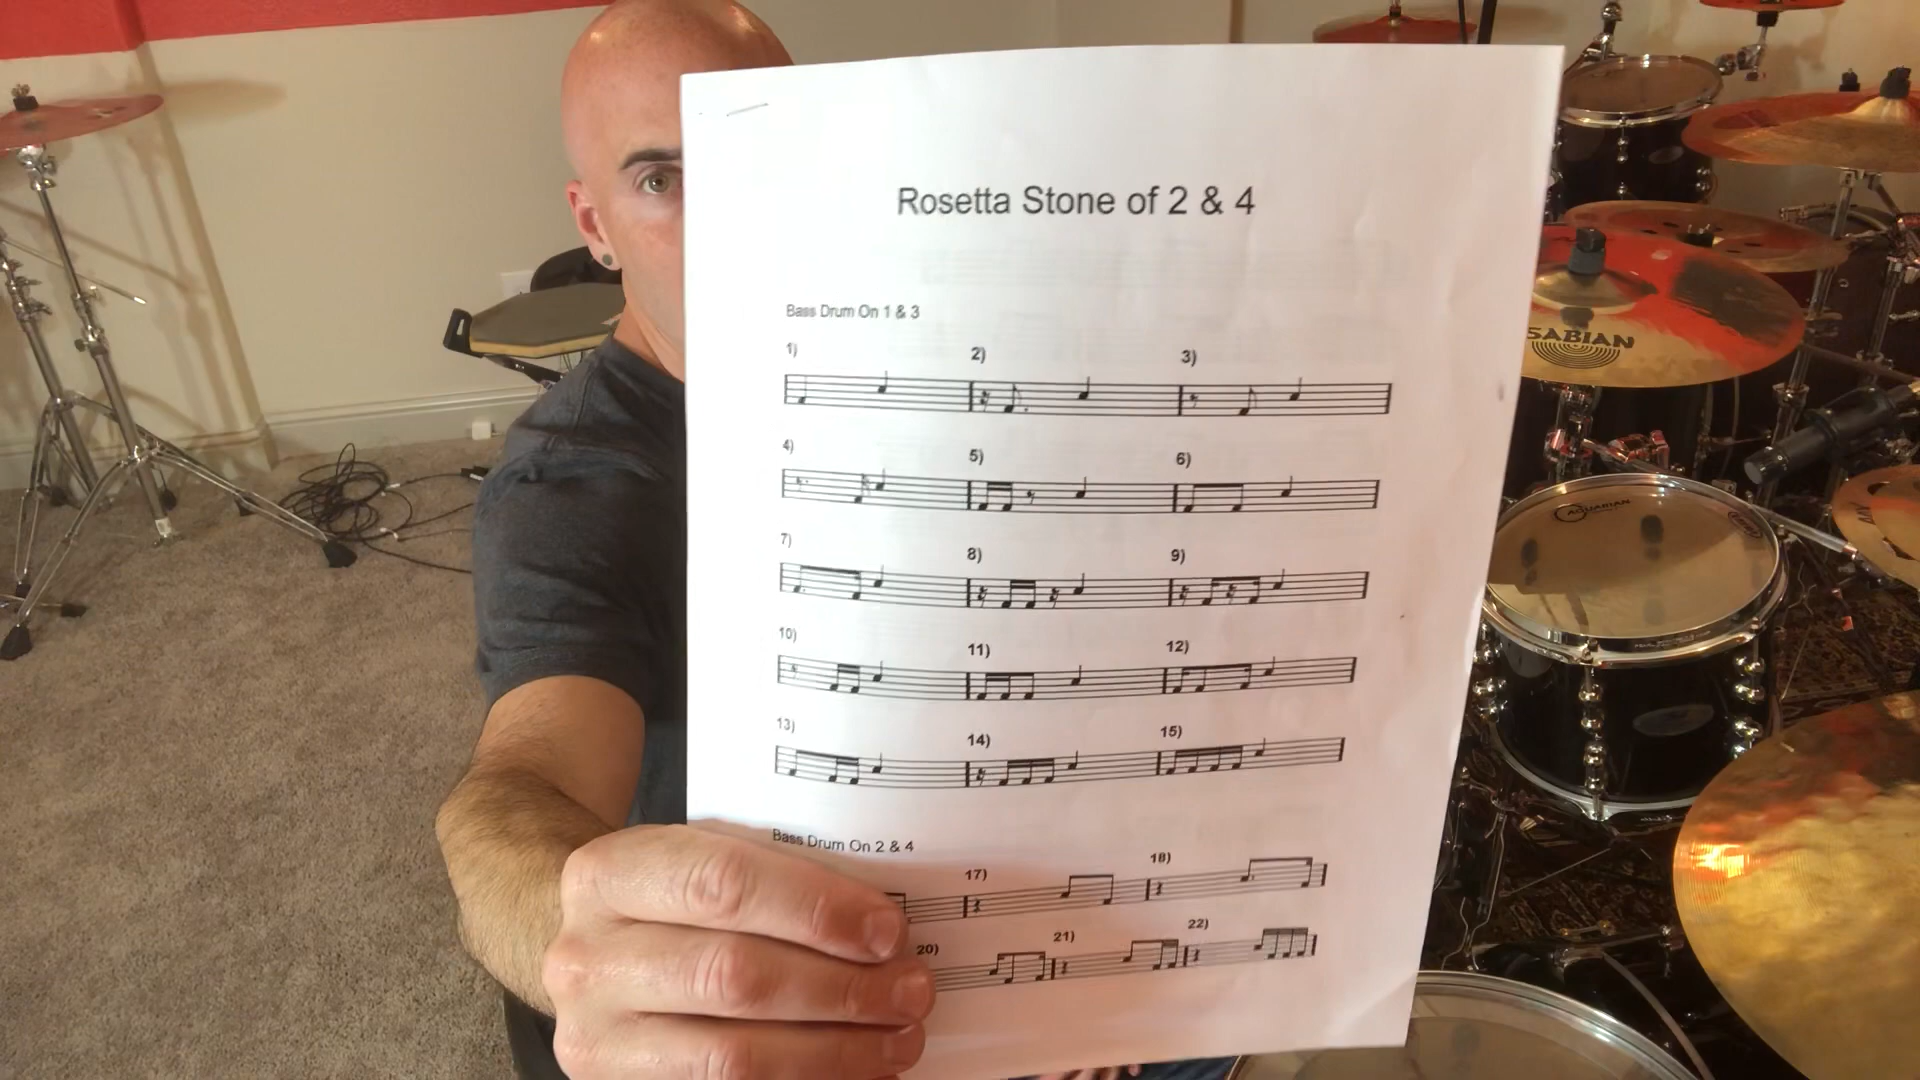 Rosetta Stone of 2 & 4
Bass Drum On 1 & 3
1) 2) 3)
4) 5) 6)
7) 8) 9)
10) 11) 12)
13) 14) 15)
Bass Drum On 2 & 4
17) 18)
20) 21) 22)
SABIAN
AQUARIAN